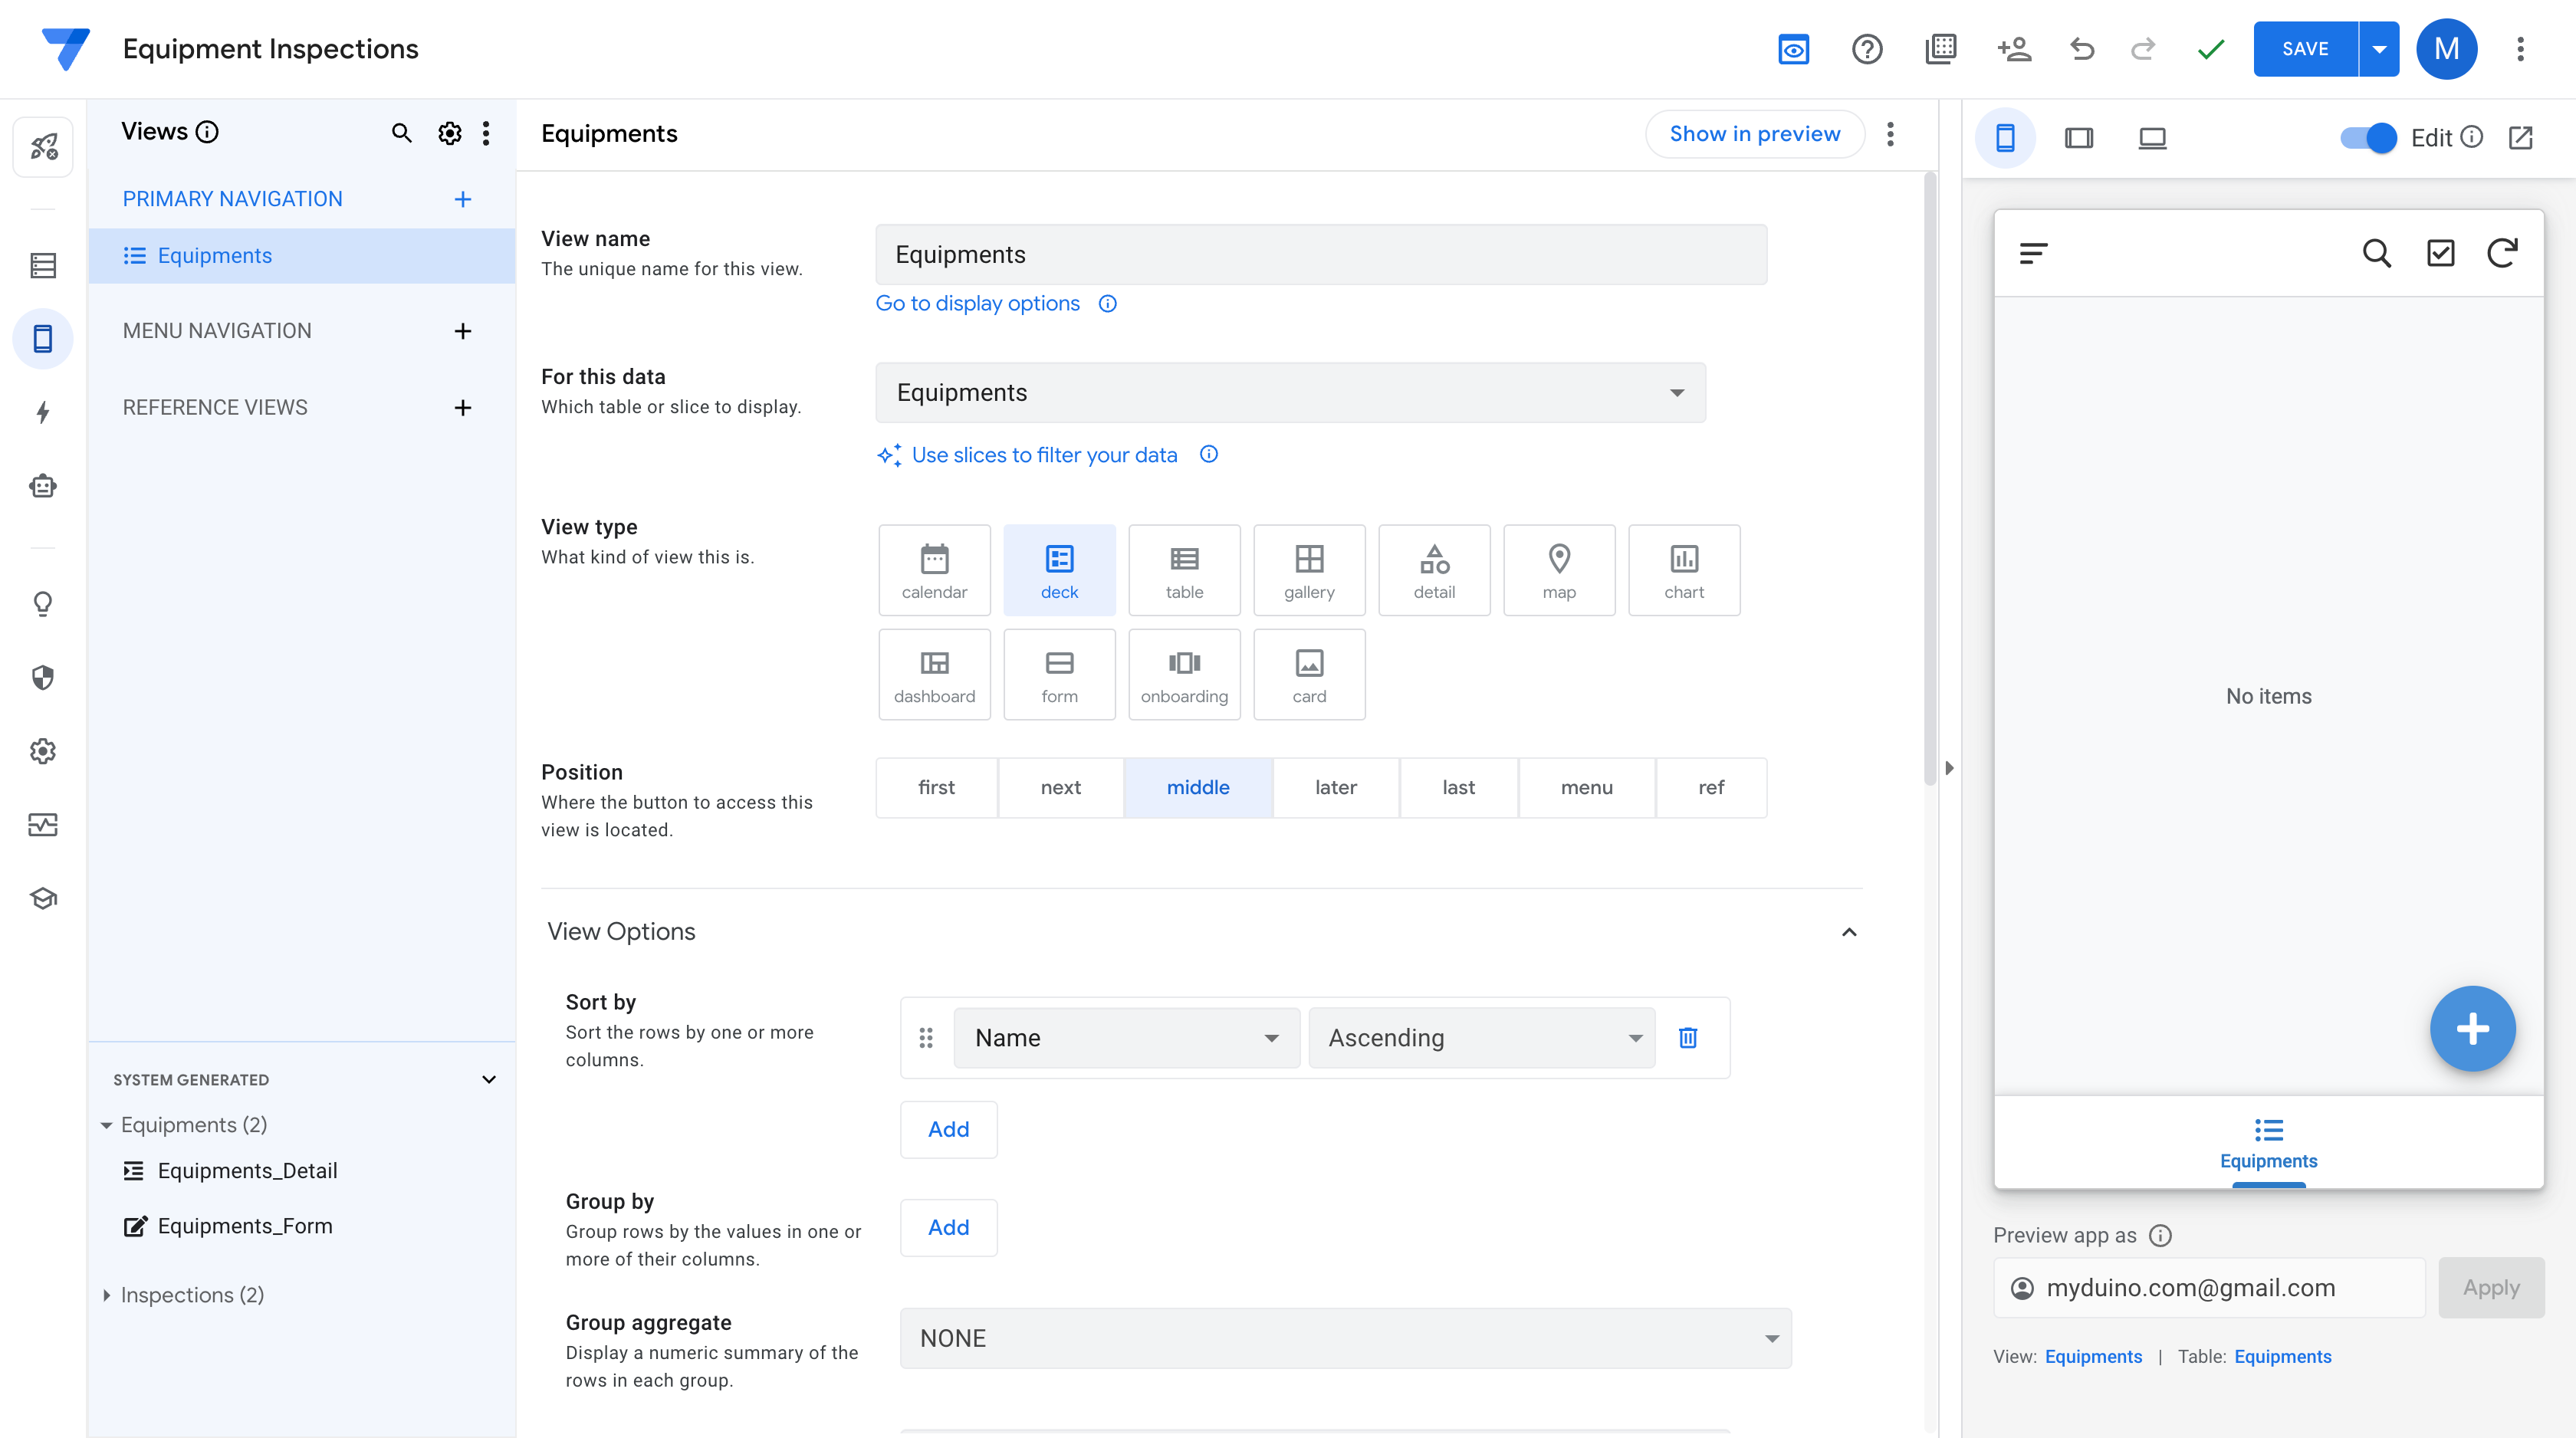 Equipment Inspections
SAVE
M
Views
PRIMARY NAVIGATION
Equipments
MENU NAVIGATION
REFERENCE VIEWS
SYSTEM GENERATED
Equipments (2)
Equipments_Detail
Equipments_Form
Inspections (2)
Equipments
Show in preview
View name
The unique name for this view.
Equipments
Go to display options
For this data
Which table or slice to display.
Equipments
Use slices to filter your data
View type
What kind of view this is.
calendar
deck
table
gallery
detail
map
chart
dashboard
form
onboarding
card
Position
Where the button to access this
view is located.
first
next
middle
later
last
menu
ref
View Options
Sort by
Sort the rows by one or more
columns.
Name
Ascending
Add
Group by
Group rows by the values in one or
more of their columns.
Add
Group aggregate
Display a numeric summary of the
rows in each group.
NONE
Edit
No items
Equipments
Preview app as
myduino.com@gmail.com
Apply
View: Equipments | Table: Equipments